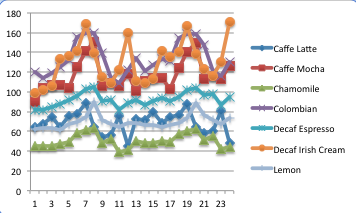 180
160
140
120
100
80
60
40
20
0
1 3 5 7 9 11 13 15 17 19 21 23
Caffe Latte
Caffe Mocha
Chamomile
Colombian
Decaf Espresso
Decaf Irish Cream
Lemon